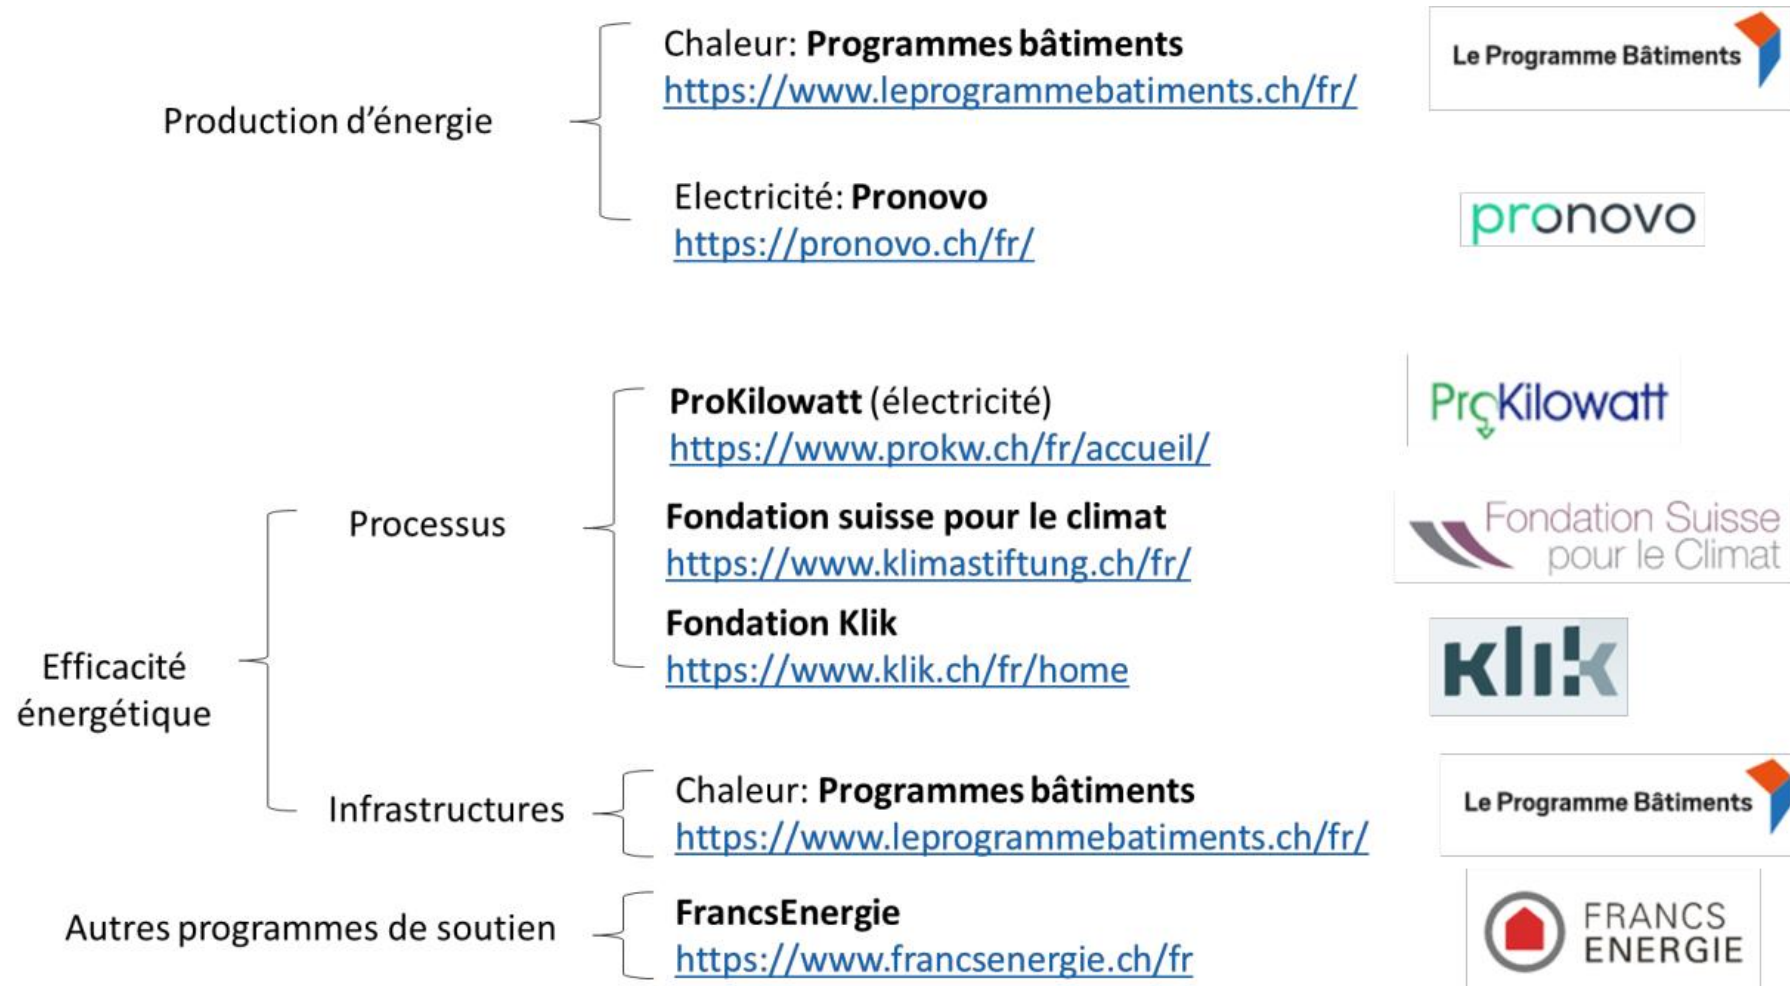 Production d’énergie
Chaleur: Programmes bâtiments
https://www.leprogrammebatiments.ch/fr/
Le Programme Bâtiments
Electricité: Pronovo
https://pronovo.ch/fr/
pronovo
Efficacité
énergétique
Processus
ProKilowatt (électricité)
https://www.prokw.ch/fr/accueil/
ProKilowatt
Fondation suisse pour le climat
https://www.klimastiftung.ch/fr/
Fondation Suisse
pour le Climat
Fondation Klik
https://www.klik.ch/fr/home
klik
Infrastructures
Chaleur: Programmes bâtiments
https://www.leprogrammebatiments.ch/fr/
Le Programme Bâtiments
Autres programmes de soutien
FrancsEnergie
https://www.francsenergie.ch/fr
FRANCS
ENERGIE